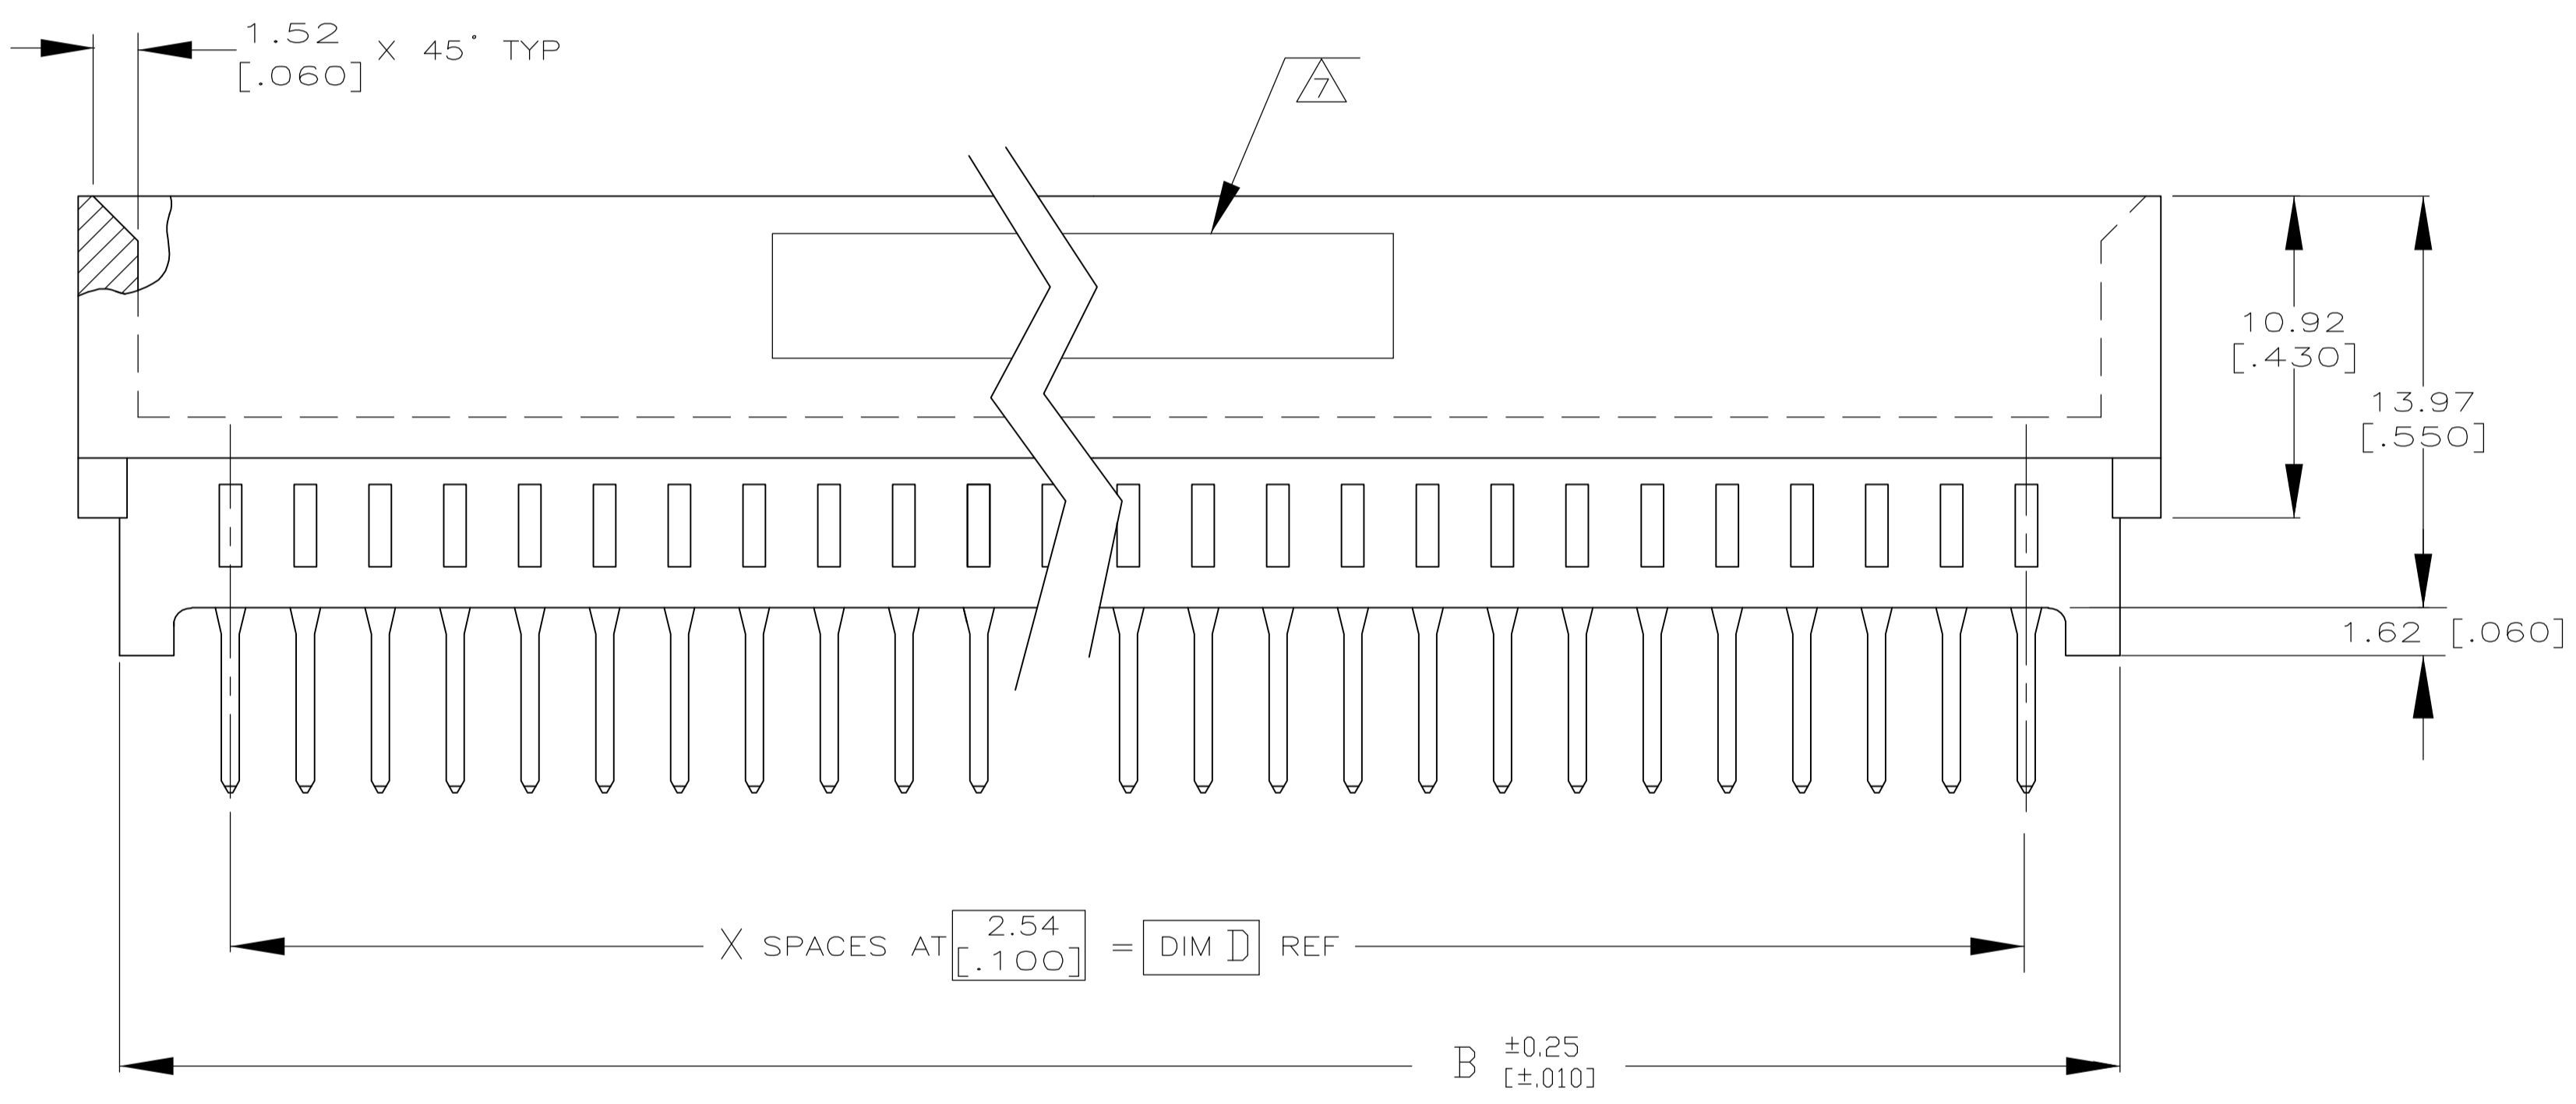 1.52
[.060]
X 45° TYP
7
10.92
[.430]
13.97
[.550]
1.62 [.060]
X SPACES AT
2.54
[.100]
= DIM D REF
B ±0.25
[±.010]